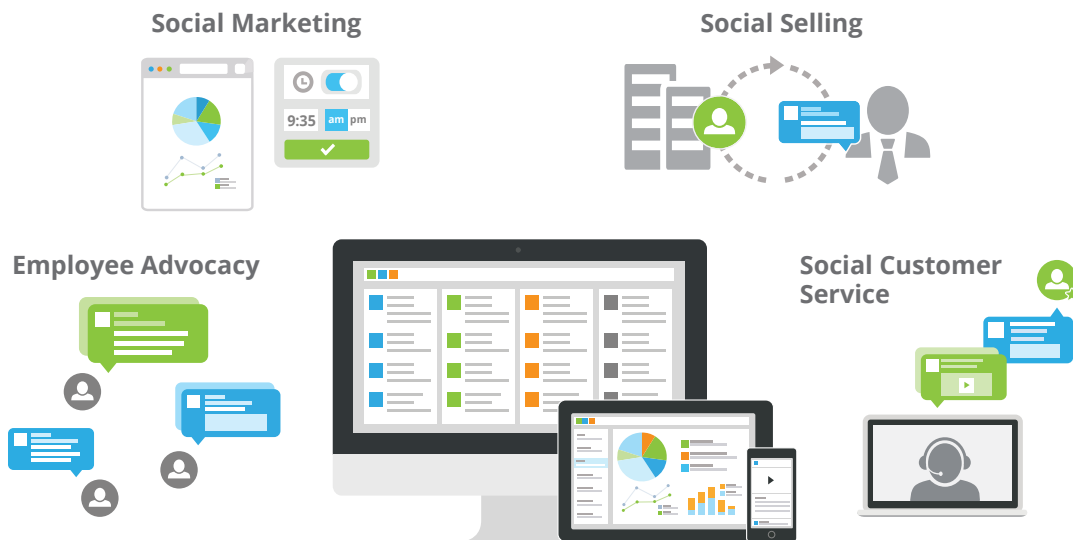 Social Marketing
Social Selling
9:35 am pm
Employee Advocacy
Social Customer
Service